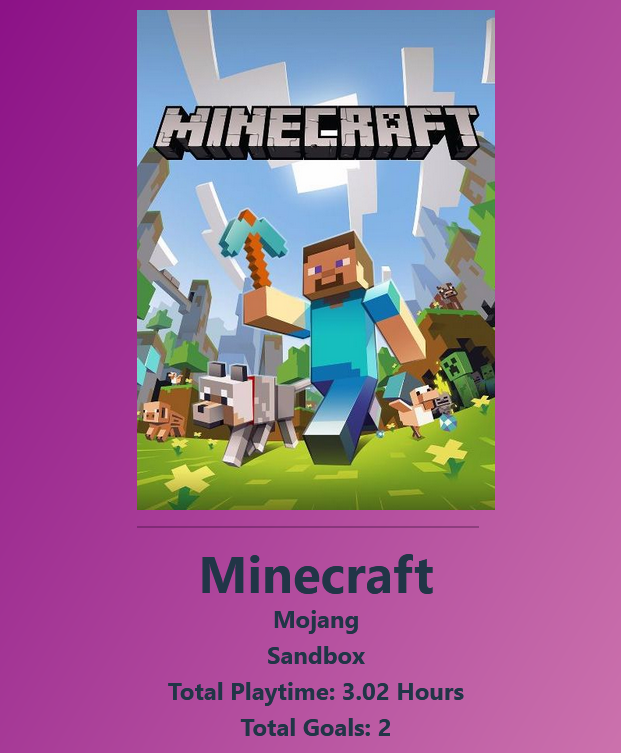 MINECRAFT
Minecraft
Mojang
Sandbox
Total Playtime: 3.02 Hours
Total Goals: 2